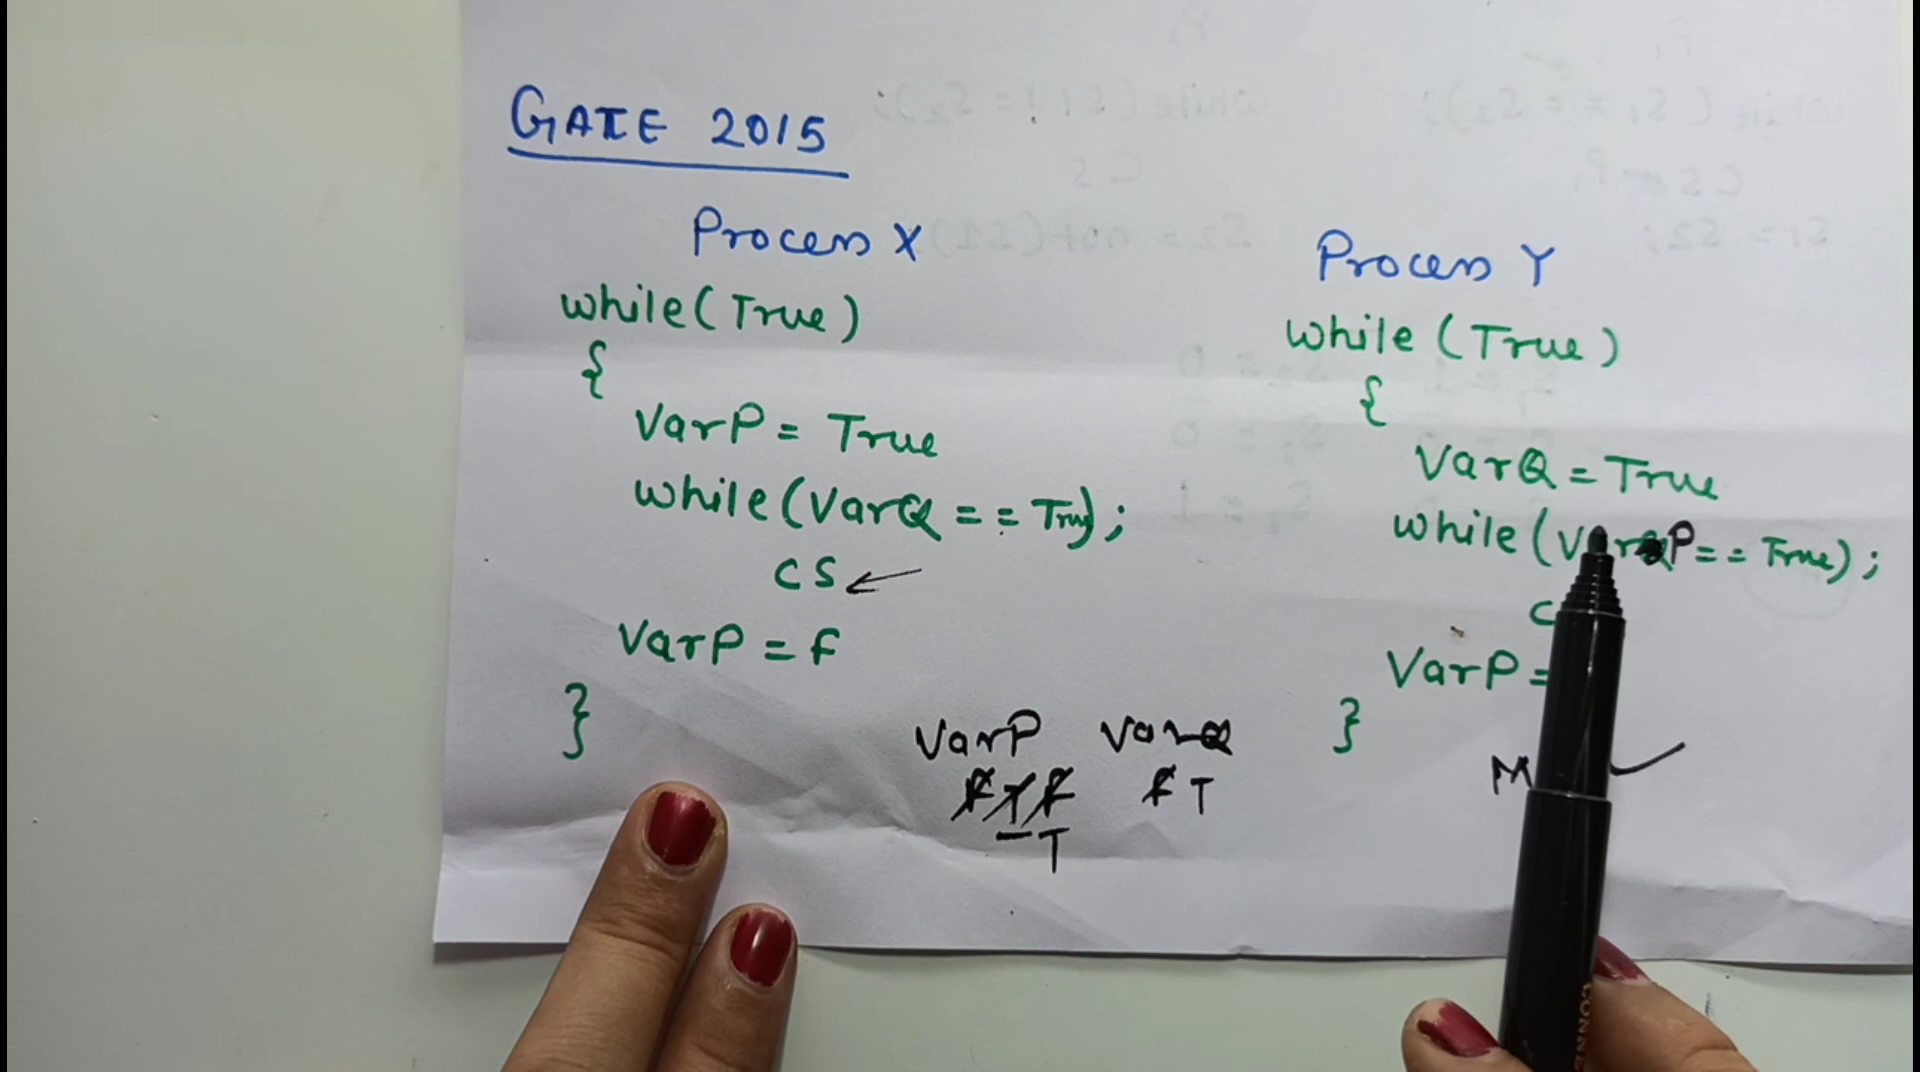 GATE 2015
Process X
while(True)
{
VarP = True
while(VarQ == True);
CS
VarP = f
}
Process Y
while (True)
{
VarQ = True
while(VarP == True);
C
VarP =
}
M
VarP VarQ
f T f f T
T